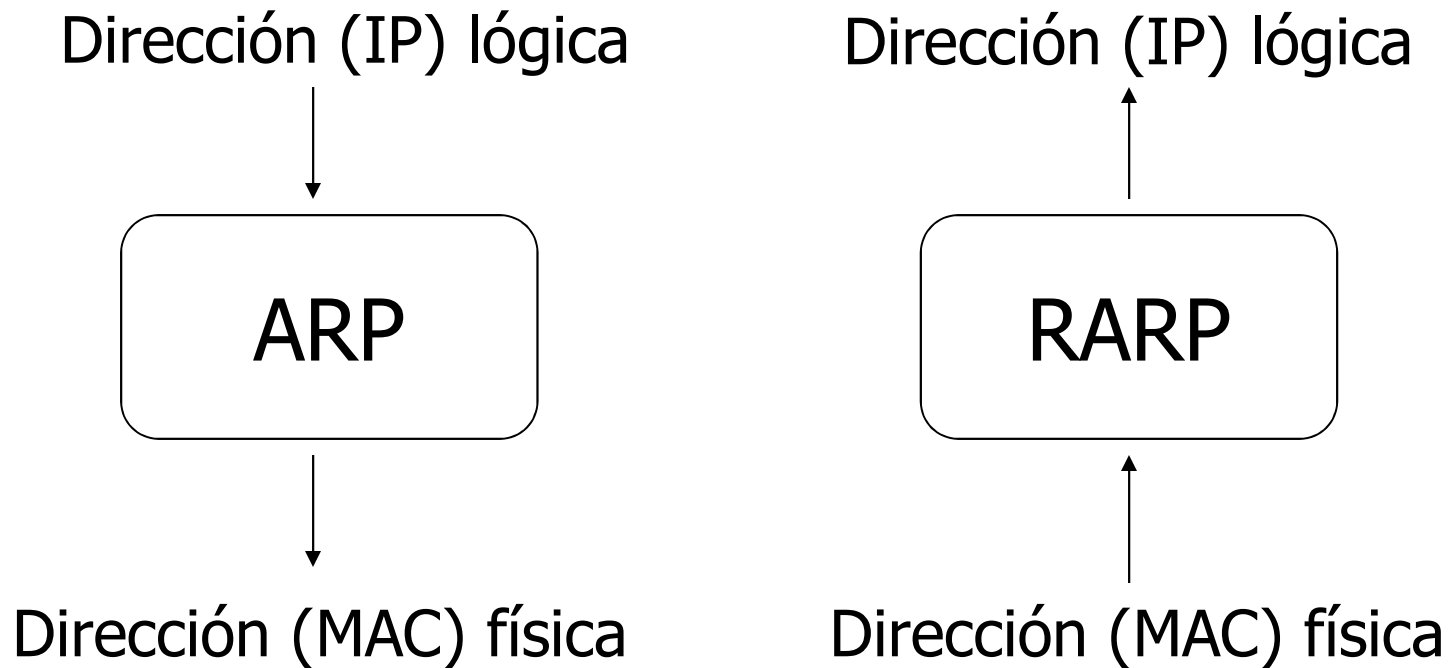 Dirección (IP) lógica
ARP
Dirección (MAC) física
Dirección (IP) lógica
RARP
Dirección (MAC) física